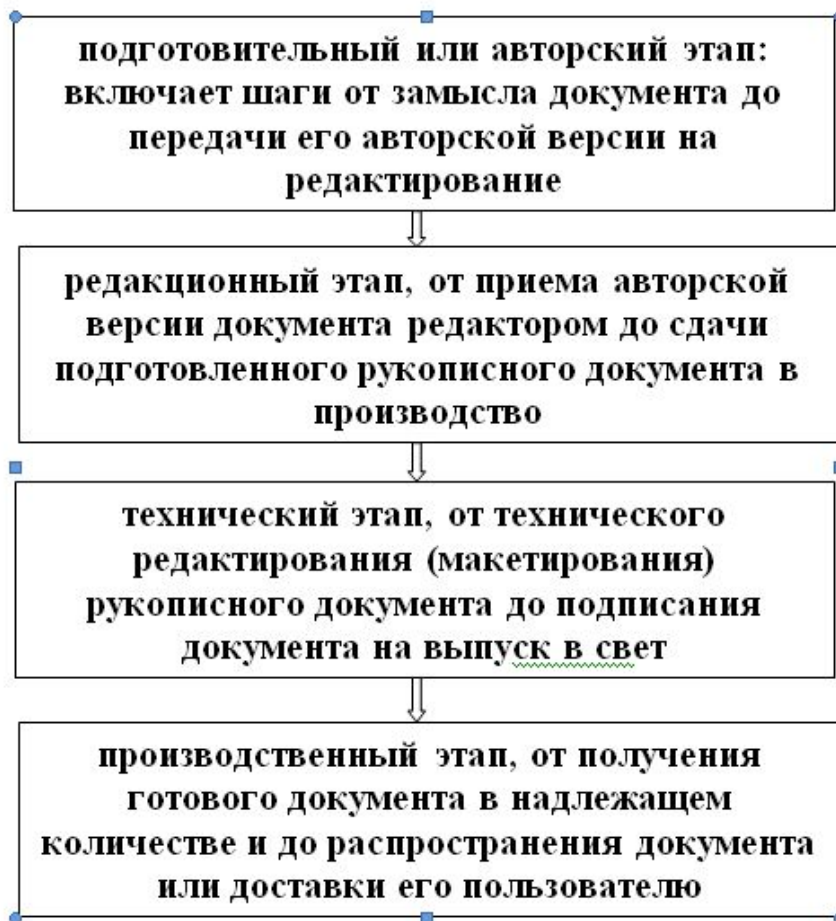 подготовительный или авторский этап:
включает шаги от замысла документа до
передачи его авторской версии на
редактирование
редакционный этап, от приема авторской
версии документа редактором до сдачи
подготовленного рукописного документа в
производство
технический этап, от технического
редактирования (макетирования)
рукописного документа до подписания
документа на выпуск в свет
производственный этап, от получения
готового документа в надлежащем
количестве и до распространения документа
или доставки его пользователю